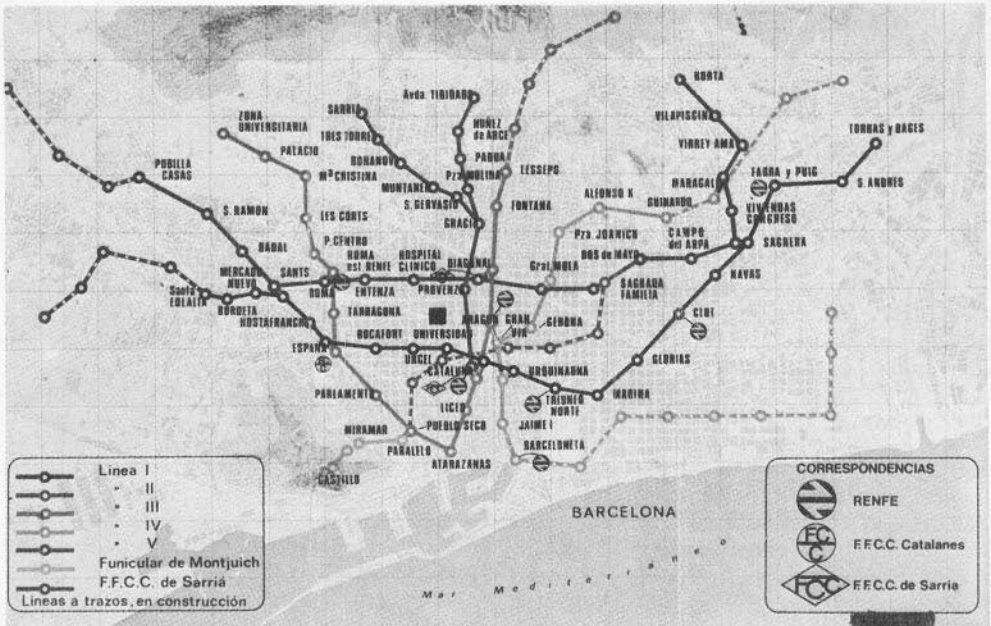 HORTA
Avda. TIBIDABO
SARRIA
VILAPISCINA
ZONA
UNIVERSITARIA
TRES TORRES
NUÑEZ
de ARCE
VIRREY AMA
TORRAS y BAGES
PALACIO
BONANOVA
PADUA
LESSEPS
PUBILLA
CASAS
Mª CRISTINA
MUNTANER
Pza. MOLINA
ALFONSO X
MARAGAL
FABRA y PUIG
S. ANDRES
S. GERVASIO
GUINARDO
S. RAMON
LES CORTS
GRACIA
FONTANA
Pza. JOANICH
VIVIENDAS
CONGRESO
BADAL
P. CENTRO
CAMPO
del ARPA
SAGRERA
ROMA
est. RENFE
HOSPITAL
CLINICO
DIAGONAL
DOS de MAYO
MERCADO
NUEVO
SANTS
Gral. MOLA
NAVAS
Santa
EULALIA
ROMA
ENTENZA
PROVENZA
SAGRADA
FAMILIA
BORDETA
TARRAGONA
HOSTAFRANCHS
ARAGON
GRAN
VIA
GERONA
CLOT
ESPAÑA
ROCAFORT
UNIVERSIDAD
URGEL
GLORIAS
CATALUÑA
URQUINAONA
PARLAMENTO
TRIUNFO
NORTE
MARINA
LICEO
MIRAMAR
PUEBLO SECO
JAIME I
PARALELO
BARCELONETA
ATARAZANAS
CASTILLO
BARCELONA
Mar Mediterráneo
Linea I
" II
" III
" IV
" V
Funicular de Montjuich
F.F.C.C. de Sarriá
Lineas a trazos, en construcción
CORRESPONDENCIAS
RENFE
FC
C
F.F.C.C. Catalanes
FCC
F.F.C.C. de Sarria